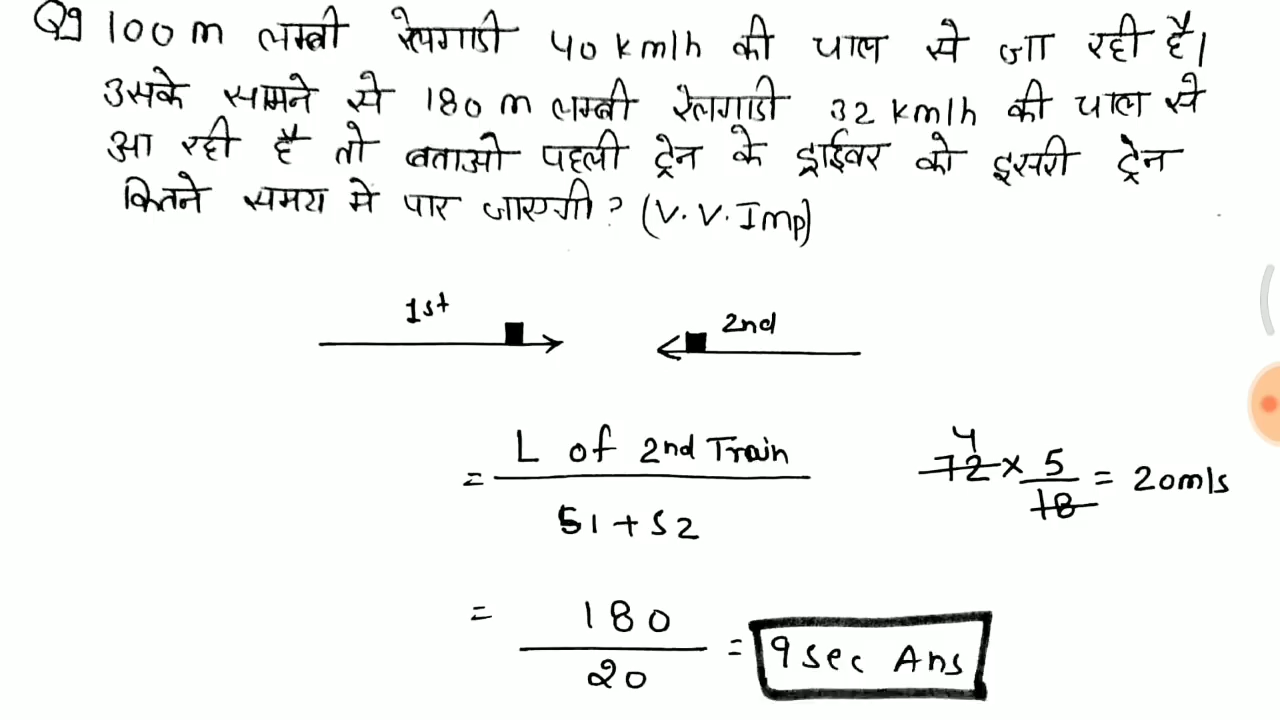 Q9 100 m लम्बी रेलगाडी 40 km/h की चाल से जा रही है।
उसके सामने से 180 m लम्बी रेलगाडी 32 km/h की चाल से
आ रही है तो बताओ पहली ट्रेन के ड्राईवर को दुसरी ट्रेन
कितने समय मे पार जाएगी? (V. V. Imp)
1st
2nd
= L of 2nd Train / S1 + S2
4
72 × 5/18 = 20m/s
= 180/20 = 9 sec Ans